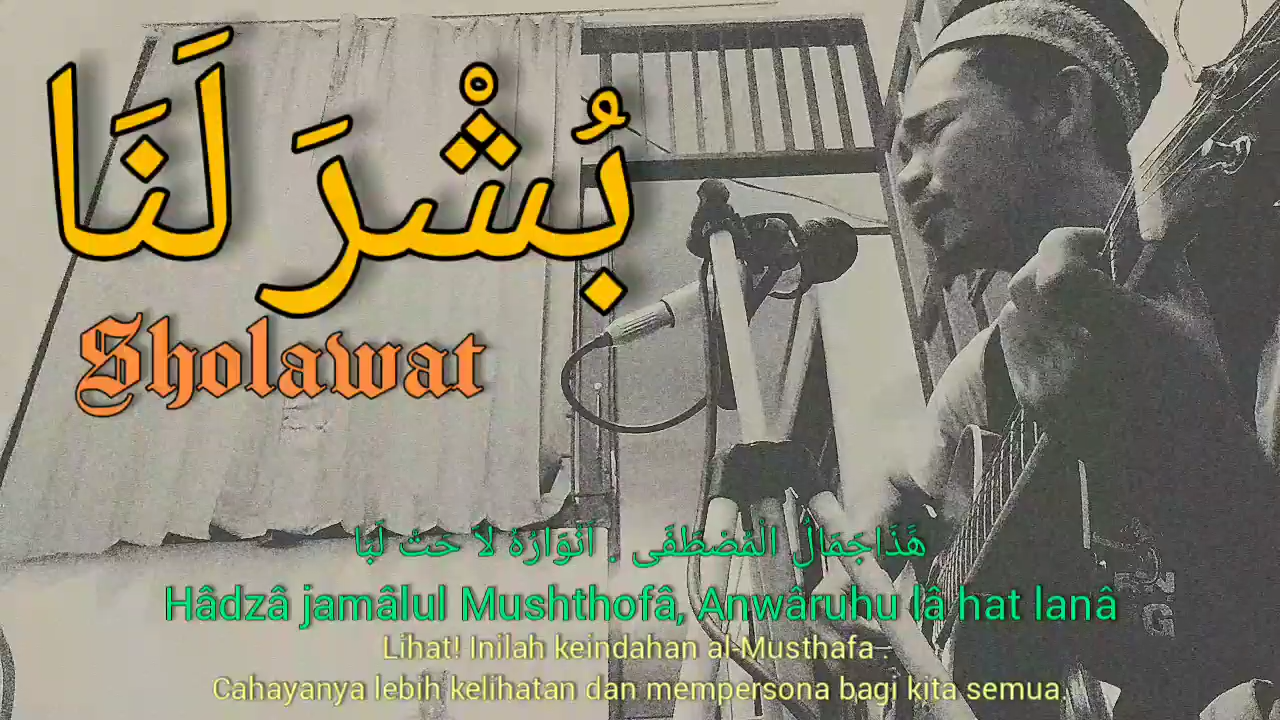 بُشْرَ لَنَا
Sholawat
هَذَاجَمَالُ الْمُصْطَفَى . اَنْوَارُهُ لاَ حَتْ لَنَا
Hâdzâ jamâlul Mushthofâ, Anwâruhu lâ hat lanâ
Lihat! Inilah keindahan al-Musthafa .
Cahayanya lebih kelihatan dan mempersona bagi kita semua.